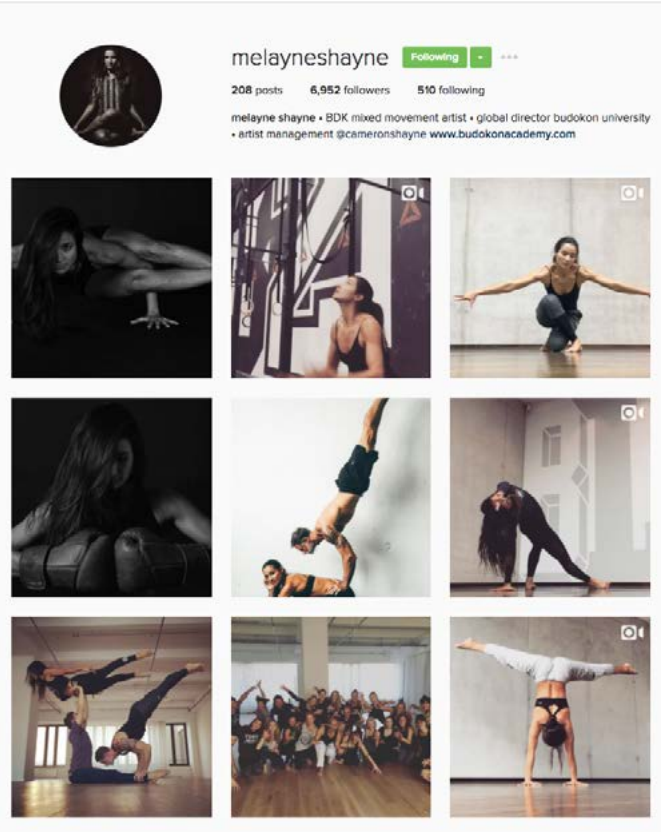 melayneshayne Following
208 posts 6,952 followers 510 following
melayne shayne • BDK mixed movement artist • global director budokon university
• artist management @cameronshayne www.budokonacademy.com